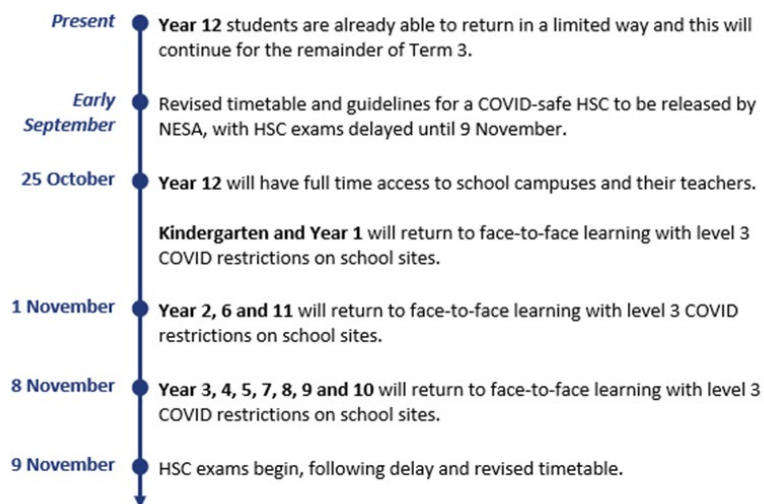 Present
Year 12 students are already able to return in a limited way and this will
continue for the remainder of Term 3.
Early
September
Revised timetable and guidelines for a COVID-safe HSC to be released by
NESA, with HSC exams delayed until 9 November.
25 October
Year 12 will have full time access to school campuses and their teachers.
Kindergarten and Year 1 will return to face-to-face learning with level 3
COVID restrictions on school sites.
1 November
Year 2, 6 and 11 will return to face-to-face learning with level 3 COVID
restrictions on school sites.
8 November
Year 3, 4, 5, 7, 8, 9 and 10 will return to face-to-face learning with level 3
COVID restrictions on school sites.
9 November
HSC exams begin, following delay and revised timetable.